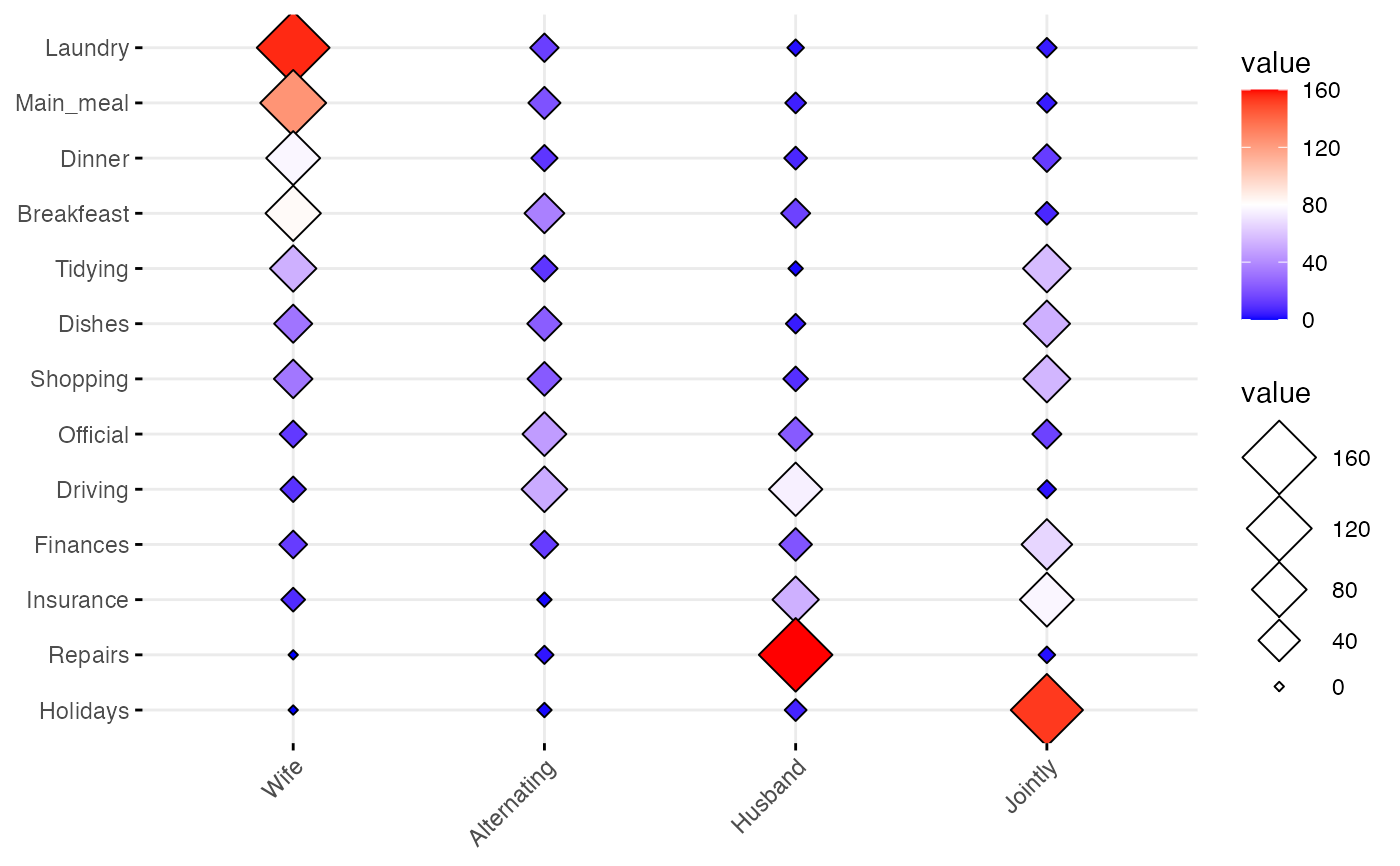 Laundry
Main_meal
Dinner
Breakfeast
Tidying
Dishes
Shopping
Official
Driving
Finances
Insurance
Repairs
Holidays
Wife
Alternating
Husband
Jointly
value
160
120
80
40
0
value
160
120
80
40
0